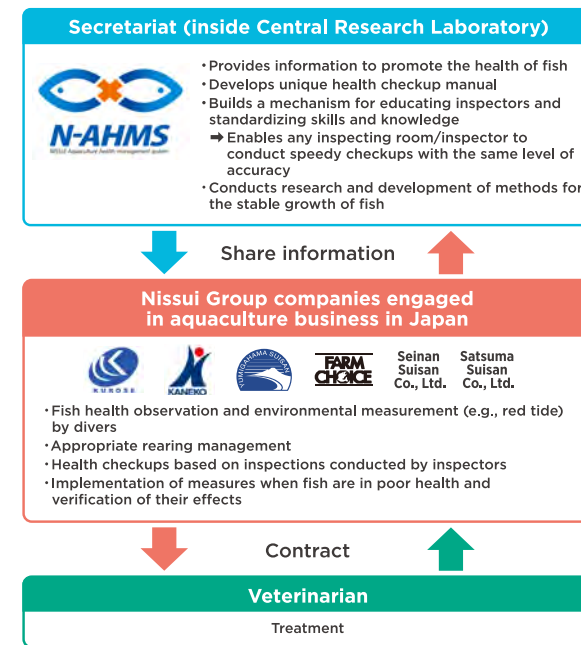 Secretariat (inside Central Research Laboratory)
N-AHMS
・Provides information to promote the health of fish
・Develops unique health checkup manual
・Builds a mechanism for educating inspectors and
standardizing skills and knowledge
➡ Enables any inspecting room/inspector to
conduct speedy checkups with the same level of
accuracy
・Conducts research and development of methods for
the stable growth of fish
Share information
Nissui Group companies engaged
in aquaculture business in Japan
KUROSE
KANEKO
YUMIGAHAMA SUISAN
FARM
CHOICE
Seinan
Suisan
Co., Ltd.
Satsuma
Suisan
Co., Ltd.
・Fish health observation and environmental measurement (e.g., red tide)
by divers
・Appropriate rearing management
・Health checkups based on inspections conducted by inspectors
・Implementation of measures when fish are in poor health and
verification of their effects
Contract
Veterinarian
Treatment